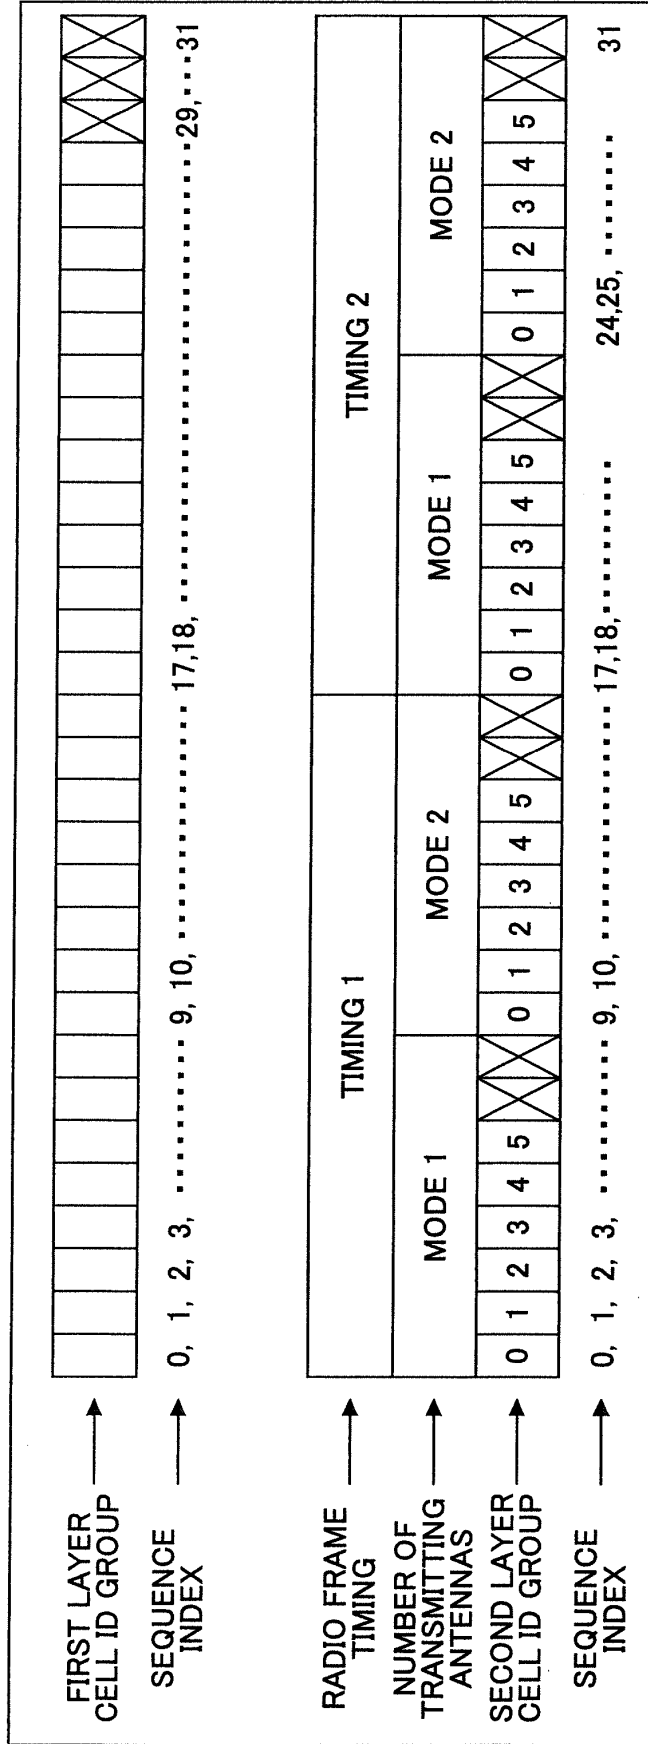 FIRST LAYER
CELL ID GROUP
SEQUENCE
INDEX
0, 1, 2, 3, .......... 9, 10, .................. 17,18, ............................... 29,...31
RADIO FRAME
TIMING
TIMING 1
TIMING 2
NUMBER OF
TRANSMITTING
ANTENNAS
MODE 1
MODE 2
MODE 1
MODE 2
SECOND LAYER
CELL ID GROUP
0 1 2 3 4 5
0 1 2 3 4 5
0 1 2 3 4 5
0 1 2 3 4 5
SEQUENCE
INDEX
0, 1, 2, 3, .......... 9, 10, .................. 17,18,.......... 24,25, ........ 31